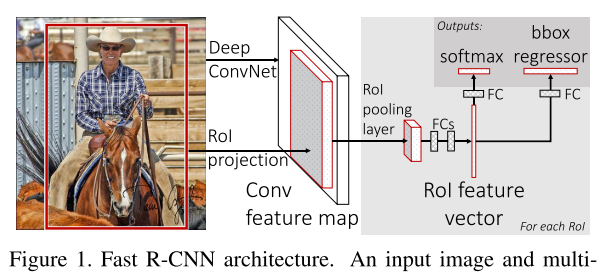 Outputs:
softmax
bbox
regressor
FC
FC
Deep
ConvNet
RoI
projection
Conv
feature map
RoI
pooling
layer
FCs
RoI feature
vector
For each RoI
Figure 1. Fast R-CNN architecture. An input image and multi-